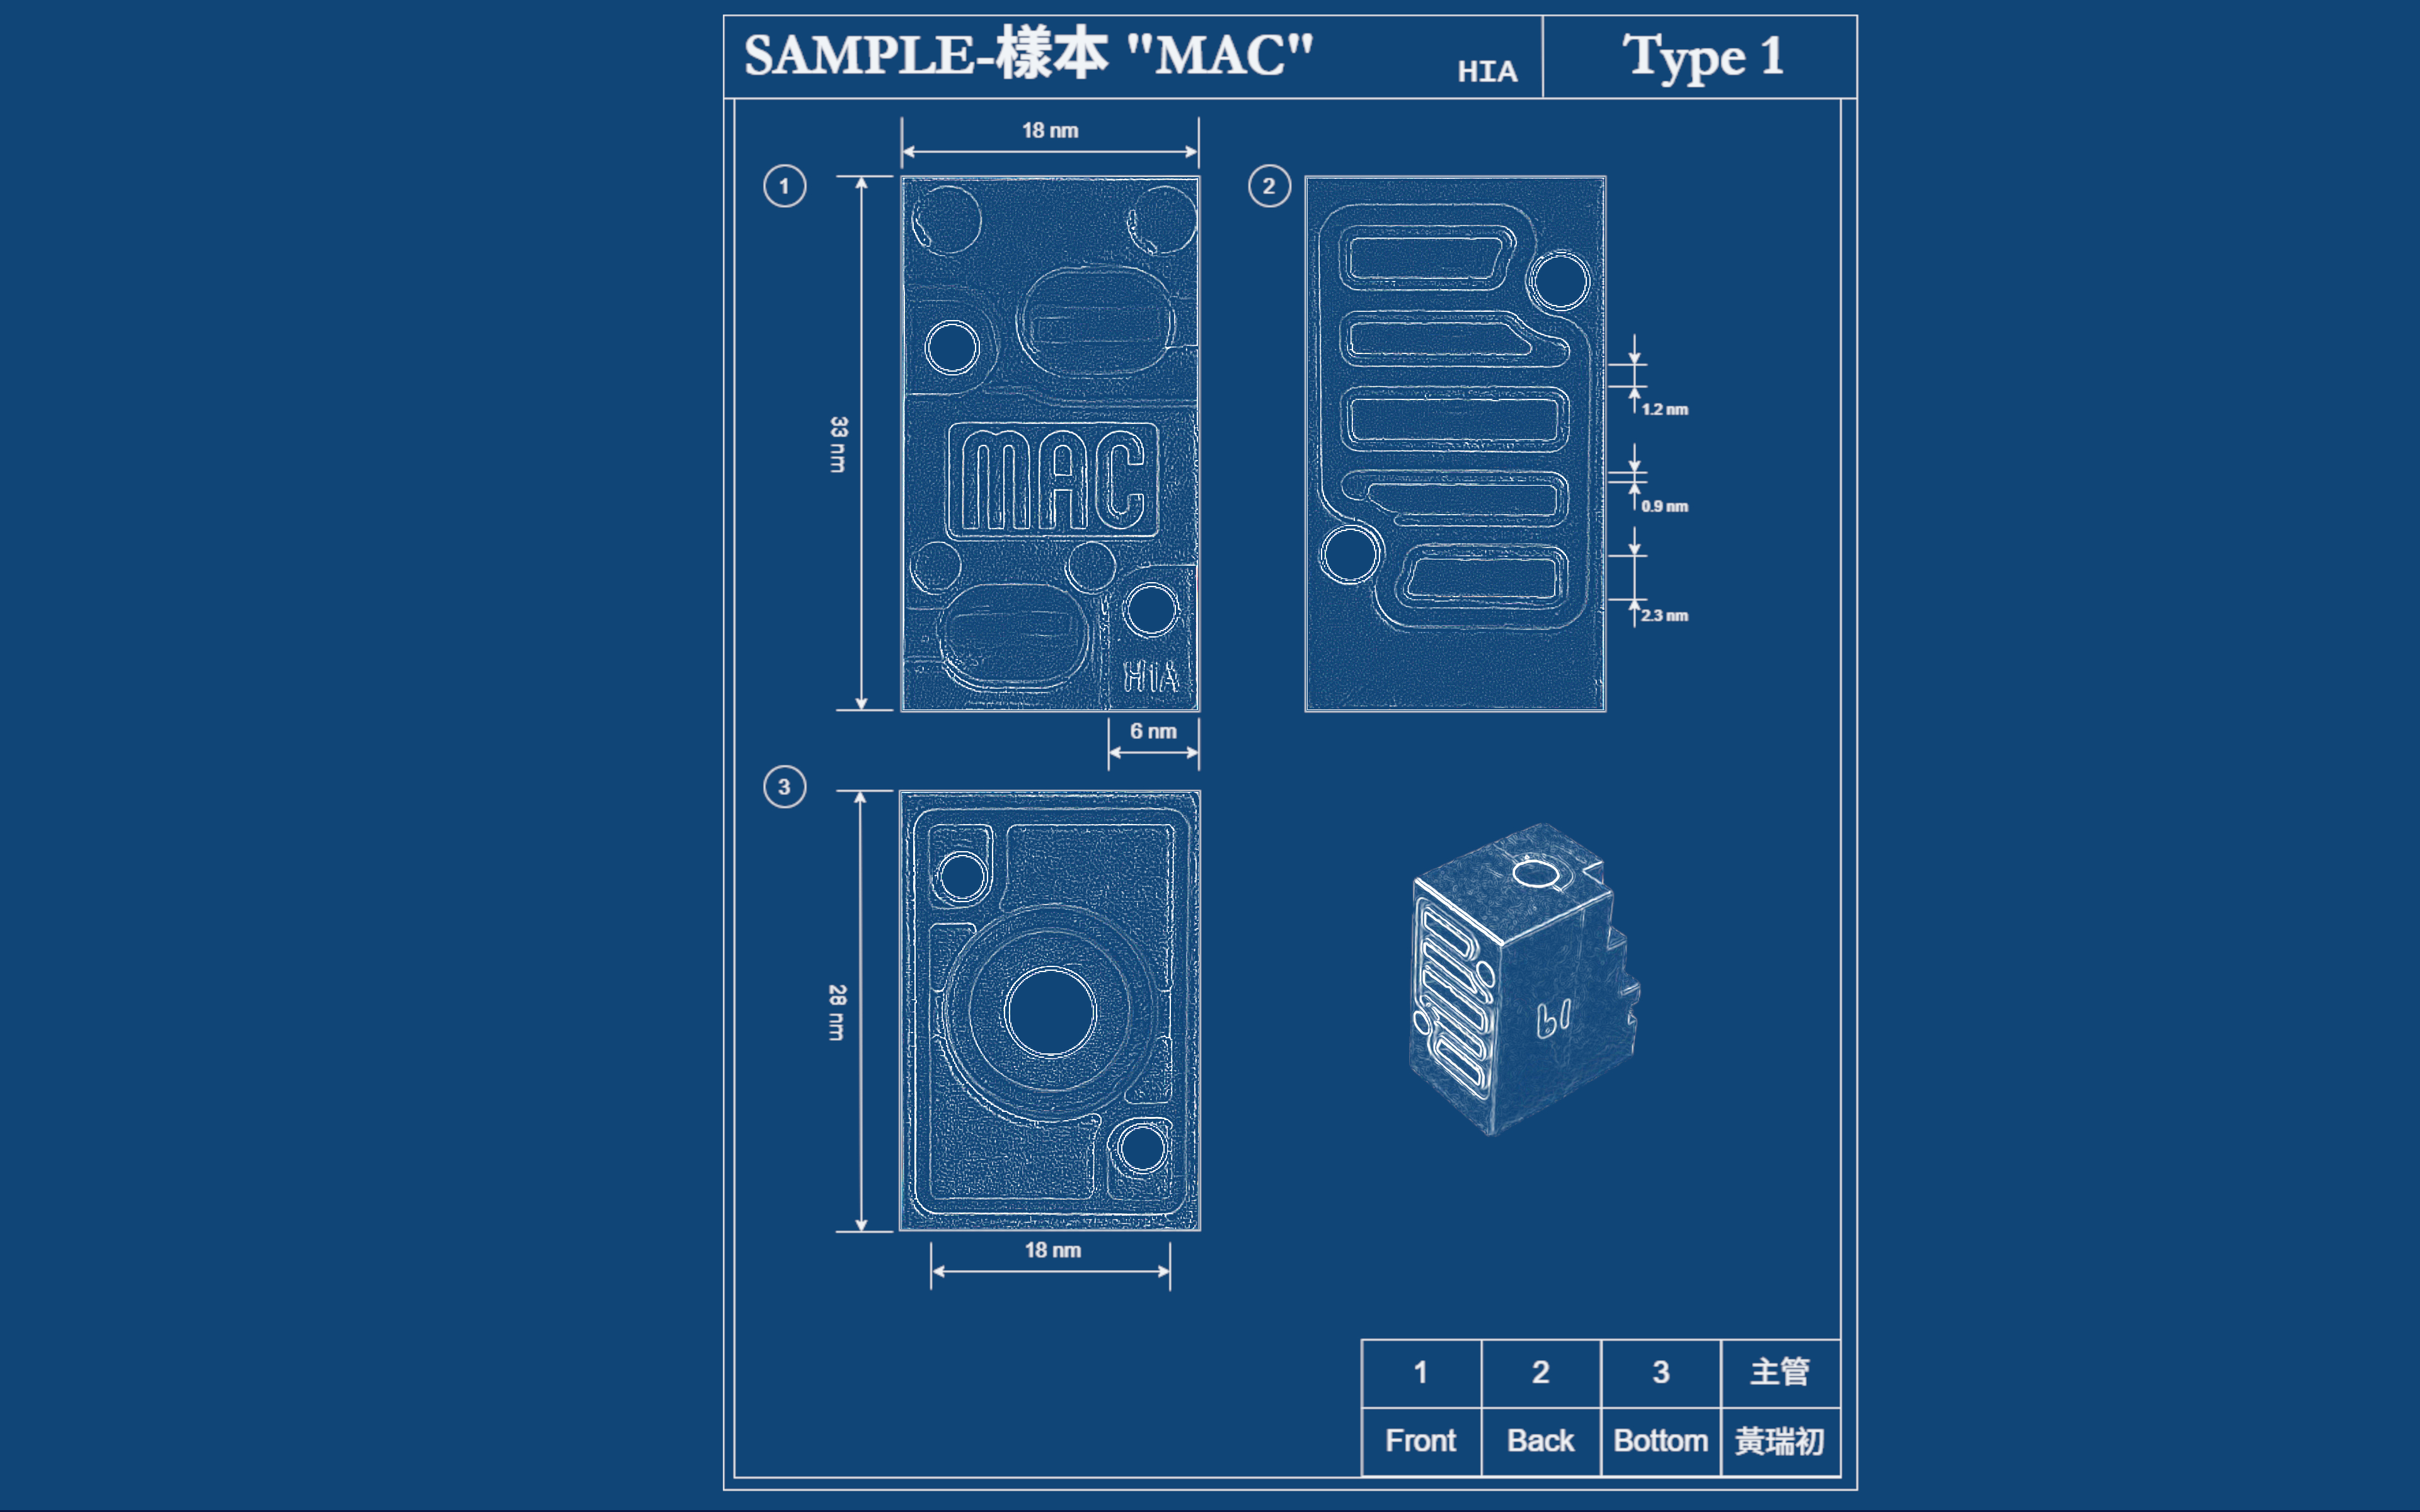 SAMPLE-樣本 "MAC"
HIA
Type 1
18 nm
1
2
33 nm
MAC
HIA
1.2 nm
0.9 nm
2.3 nm
6 nm
3
28 nm
18 nm
1 2 3 主管
Front Back Bottom 黃瑞初